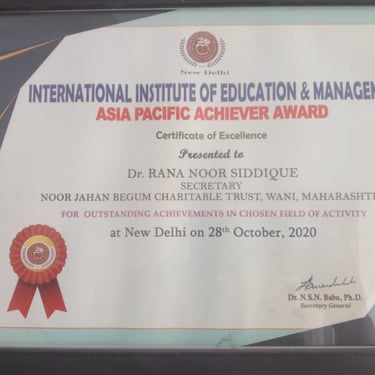 New Delhi
INTERNATIONAL INSTITUTE OF EDUCATION & MANAGEM
ASIA PACIFIC ACHIEVER AWARD
Certificate of Excellence
Presented to
Dr. RANA NOOR SIDDIQUE
SECRETARY
NOOR JAHAN BEGUM CHARITABLE TRUST, WANI, MAHARASHTR
FOR OUTSTANDING ACHIEVEMENTS IN CHOSEN FIELD OF ACTIVITY
at New Delhi on 28th October, 2020
Dr. N.S.N. Babu, Ph.D.
Secretary General